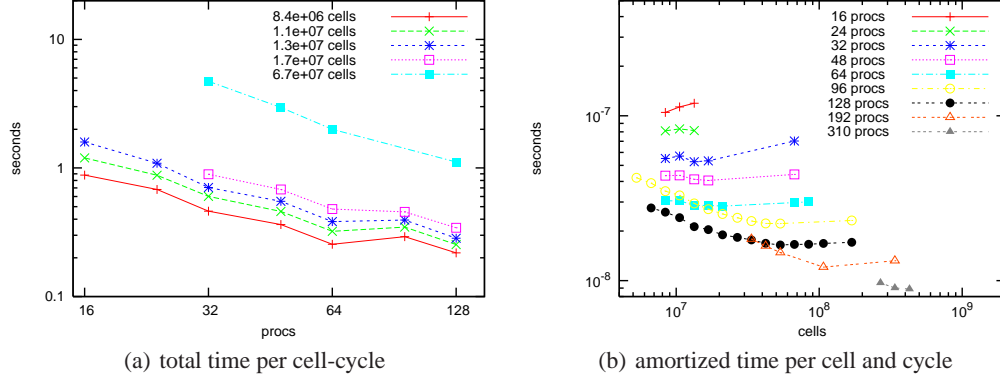 10
1
0.1
seconds
16
32
64
128
procs
8.4e+06 cells
1.1e+07 cells
1.3e+07 cells
1.7e+07 cells
6.7e+07 cells
(a) total time per cell-cycle
10^-7
10^-8
seconds
10^7
10^8
10^9
cells
16 procs
24 procs
32 procs
48 procs
64 procs
96 procs
128 procs
192 procs
310 procs
(b) amortized time per cell and cycle